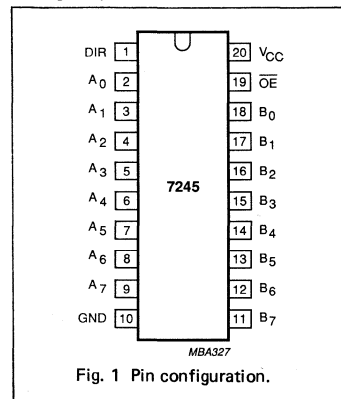 DIR 1 20 VCC
A0 2 19 OE
A1 3 18 B0
A2 4 17 B1
A3 5 16 B2
7245
A4 6 15 B3
A5 7 14 B4
A6 8 13 B5
A7 9 12 B6
GND 10 11 B7
MBA327
Fig. 1 Pin configuration.